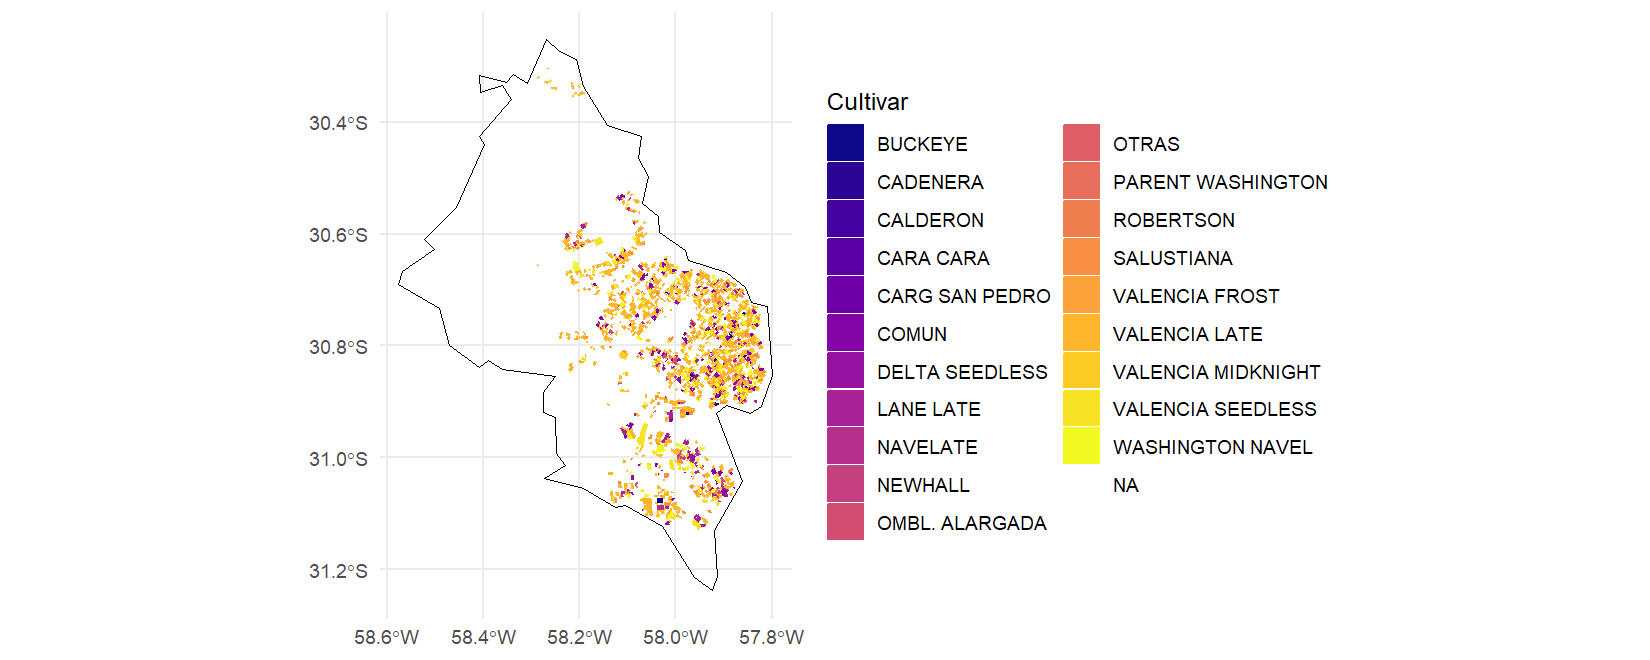 30.4°S
30.6°S
30.8°S
31.0°S
31.2°S
58.6°W
58.4°W
58.2°W
58.0°W
57.8°W
Cultivar
BUCKEYE
CADENERA
CALDERON
CARA CARA
CARG SAN PEDRO
COMUN
DELTA SEEDLESS
LANE LATE
NAVELATE
NEWHALL
OMBL. ALARGADA
OTRAS
PARENT WASHINGTON
ROBERTSON
SALUSTIANA
VALENCIA FROST
VALENCIA LATE
VALENCIA MIDKNIGHT
VALENCIA SEEDLESS
WASHINGTON NAVEL
NA